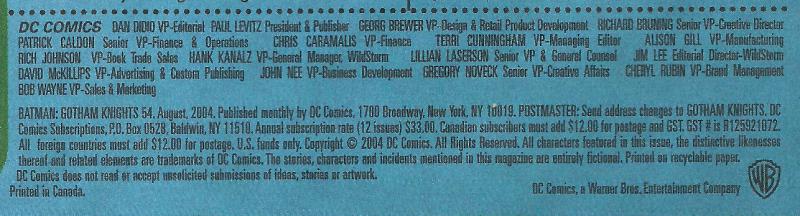 DC COMICS DAN DIDIO VP-Editorial PAUL LEVITZ President & Publisher GEORG BREWER VP-Design & Retail Product Development RICHARD BRUNING Senior VP-Creative Director
PATRICK CALDON Senior VP-Finance & Operations CHRIS CARAMALIS VP-Finance TERRI CUNNINGHAM VP-Managing Editor ALISON GILL VP-Manufacturing
RICH JOHNSON VP-Book Trade Sales HANK KANALZ VP-General Manager, WildStorm LILLIAN LASERSON Senior VP & General Counsel JIM LEE Editorial Director-WildStorm
DAVID McKILLIPS VP-Advertising & Custom Publishing JOHN NEE VP-Business Development GREGORY NOVECK Senior VP-Creative Affairs CHERYL RUBIN VP-Brand Management
BOB WAYNE VP-Sales & Marketing
BATMAN: GOTHAM KNIGHTS 54, August, 2004. Published monthly by DC Comics, 1700 Broadway, New York, NY 10019. POSTMASTER: Send address changes to GOTHAM KNIGHTS, DC
Comics Subscriptions, P.O. Box 0528, Baldwin, NY 11510. Annual subscription rate (12 issues) $33.00. Canadian subscribers must add $12.00 for postage and GST. GST # is R125921072.
All foreign countries must add $12.00 for postage. U.S. funds only. Copyright © 2004 DC Comics. All Rights Reserved. All characters featured in this issue, the distinctive likenesses
thereof and related elements are trademarks of DC Comics. The stories, characters and incidents mentioned in this magazine are entirely fictional. Printed on recyclable paper.
DC Comics does not read or accept unsolicited submissions of ideas, stories or artwork.
Printed in Canada. DC Comics, a Warner Bros. Entertainment Company WB